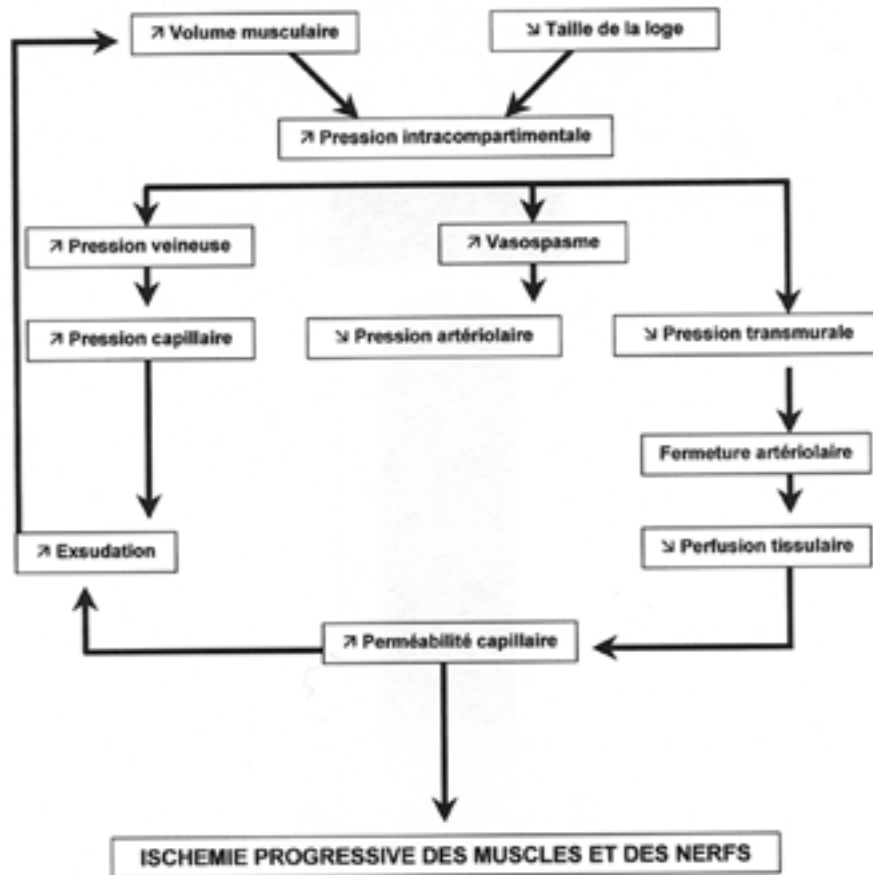 ↗ Volume musculaire
↘ Taille de la loge
↗ Pression intracompartimentale
↗ Pression veineuse
↗ Vasospasme
↗ Pression capillaire
↘ Pression artériolaire
↘ Pression transmurale
Fermeture artériolaire
↗ Exsudation
↘ Perfusion tissulaire
↗ Perméabilité capillaire
ISCHEMIE PROGRESSIVE DES MUSCLES ET DES NERFS